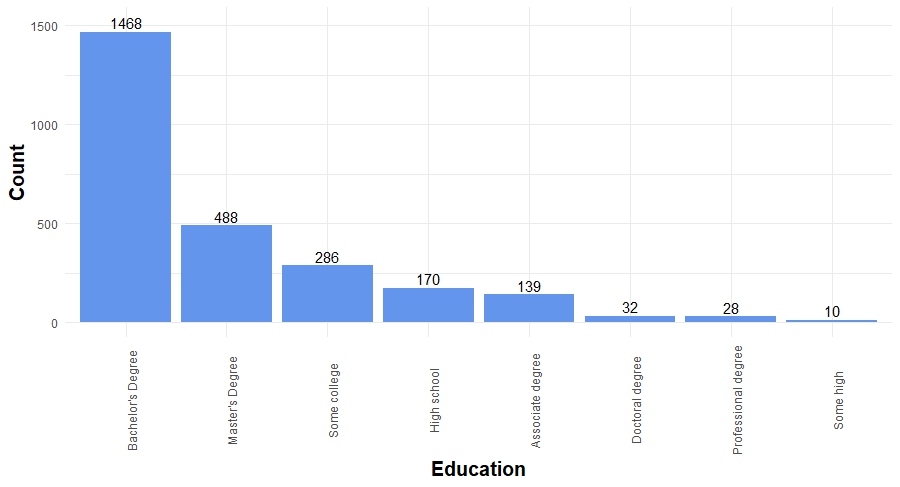 1500
1000
500
0
Count
1468
488
286
170
139
32
28
10
Bachelor's Degree
Master's Degree
Some college
High school
Associate degree
Doctoral degree
Professional degree
Some high
Education